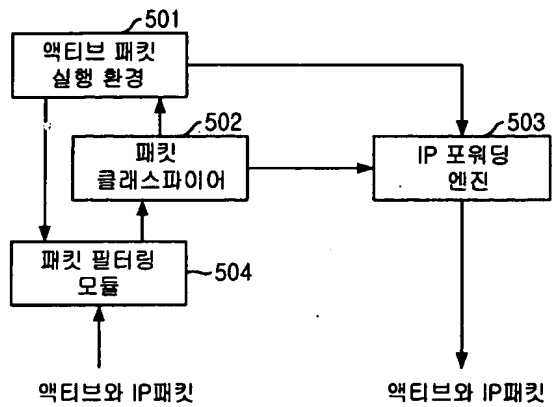 501
액티브 패킷
실행 환경
502
패킷
클래스파이어
503
IP 포워딩
엔진
패킷 필터링
모듈
504
액티브와 IP패킷
액티브와 IP패킷